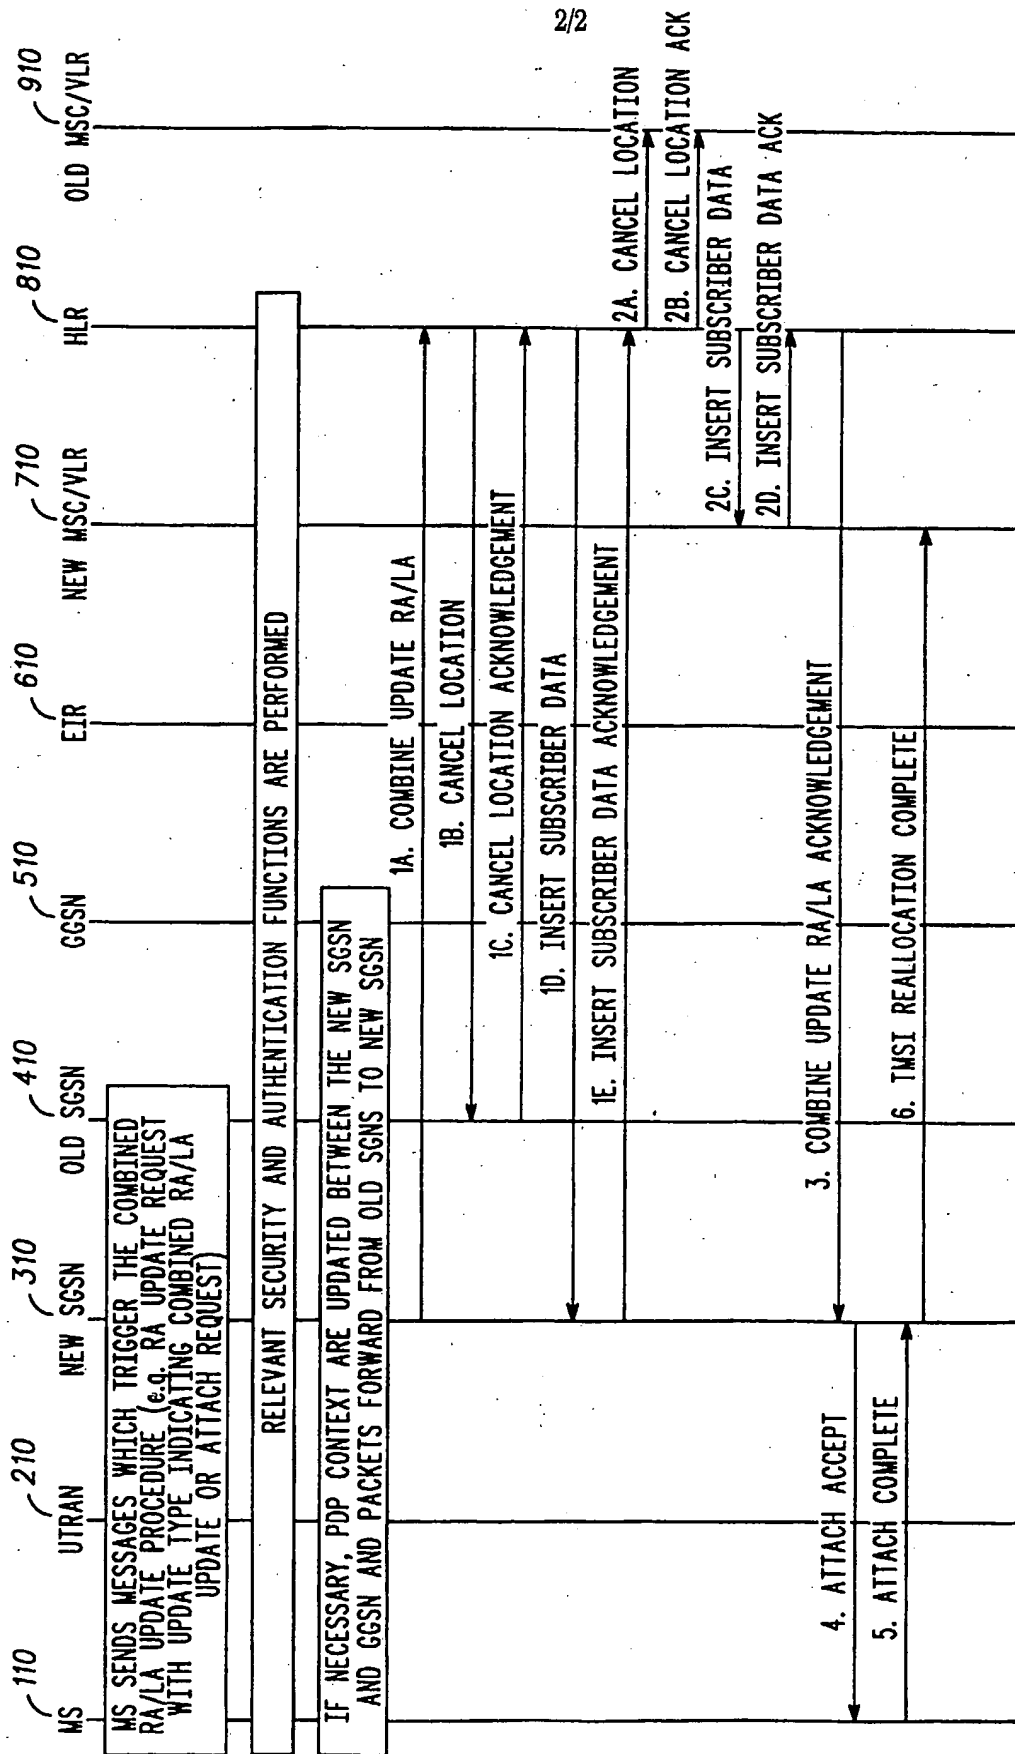 2/2
110
210
310
410
510
610
710
810
910
MS
UTRAN
NEW SGSN
OLD SGSN
GGSN
EIR
NEW MSC/VLR
HLR
OLD MSC/VLR
MS SENDS MESSAGES WHICH TRIGGER THE COMBINED
RA/LA UPDATE PROCEDURE (e.g. RA UPDATE REQUEST
WITH UPDATE TYPE INDICATING COMBINED RA/LA
UPDATE OR ATTACH REQUEST)
RELEVANT SECURITY AND AUTHENTICATION FUNCTIONS ARE PERFORMED
IF NECESSARY, PDP CONTEXT ARE UPDATED BETWEEN THE NEW SGSN
AND GGSN AND PACKETS FORWARD FROM OLD SGNS TO NEW SGSN
1A. COMBINE UPDATE RA/LA
1B. CANCEL LOCATION
1C. CANCEL LOCATION ACKNOWLEDGEMENT
1D. INSERT SUBSCRIBER DATA
1E. INSERT SUBSCRIBER DATA ACKNOWLEDGEMENT
2A. CANCEL LOCATION
2B. CANCEL LOCATION ACK
2C. INSERT SUBSCRIBER DATA
2D. INSERT SUBSCRIBER DATA ACK
3. COMBINE UPDATE RA/LA ACKNOWLEDGEMENT
4. ATTACH ACCEPT
5. ATTACH COMPLETE
6. TMSI REALLOCATION COMPLETE